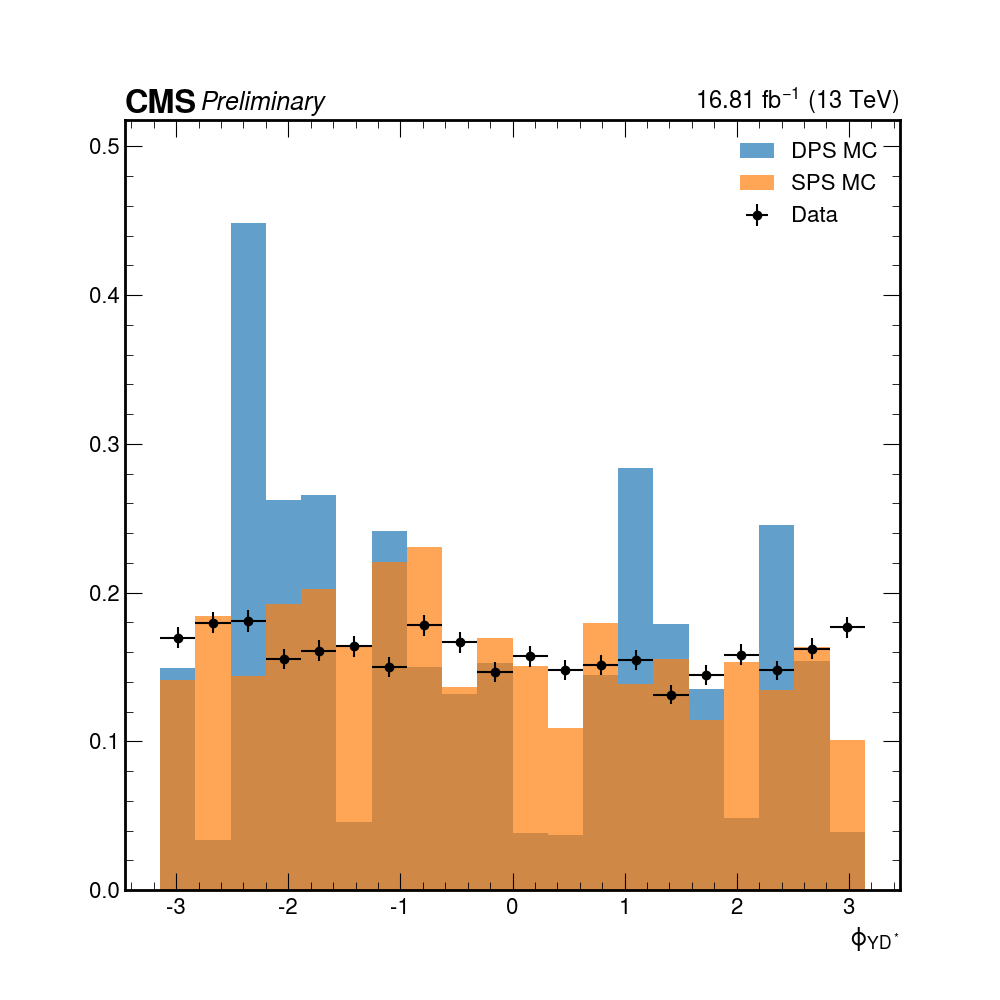 CMS Preliminary 16.81 fb⁻¹ (13 TeV)
DPS MC
SPS MC
Data
0.5
0.4
0.3
0.2
0.1
0.0
-3 -2 -1 0 1 2 3
ϕYD*